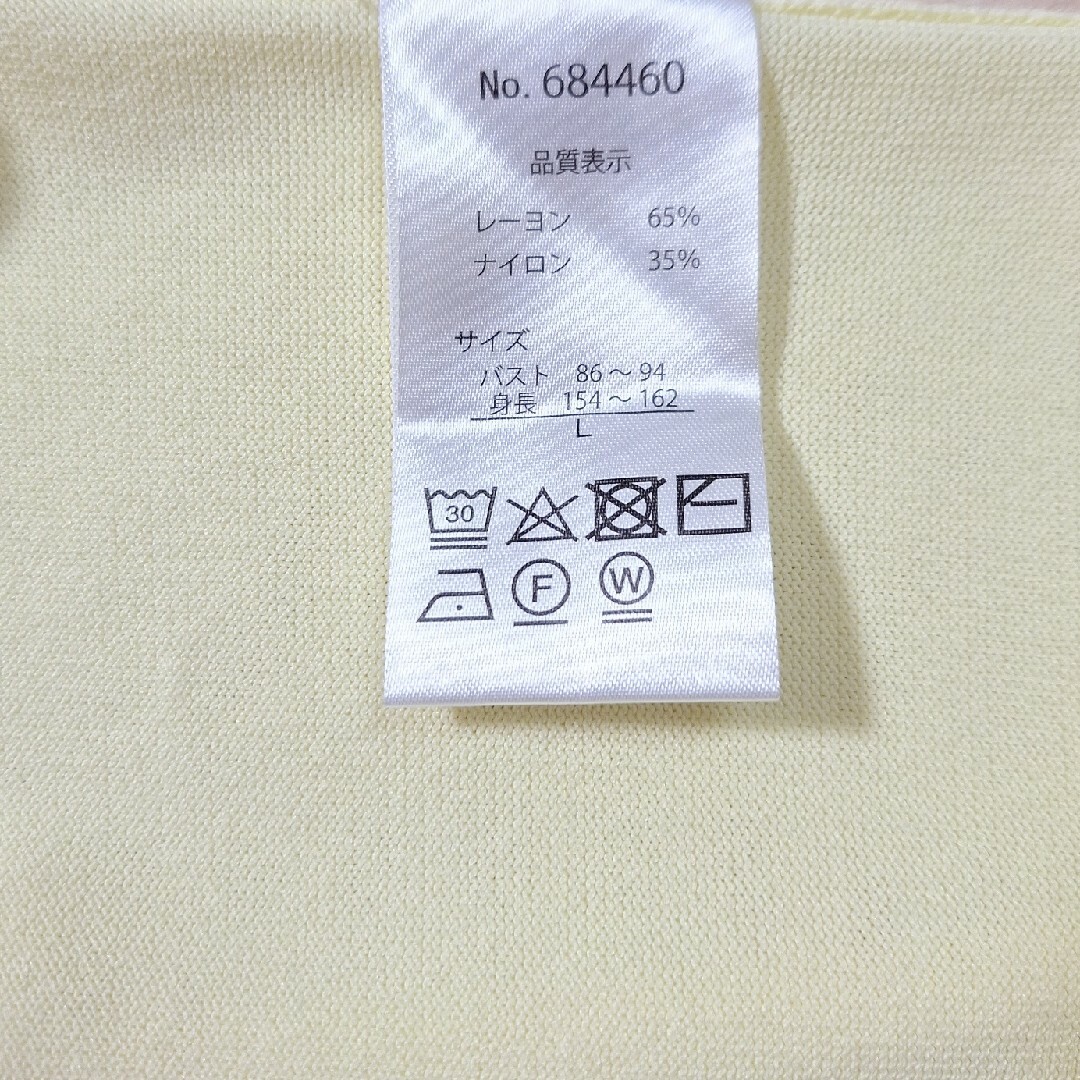 No. 684460
品質表示
レーヨン 65%
ナイロン 35%
サイズ
バスト 86～94
身長 154～162
L
30
F W